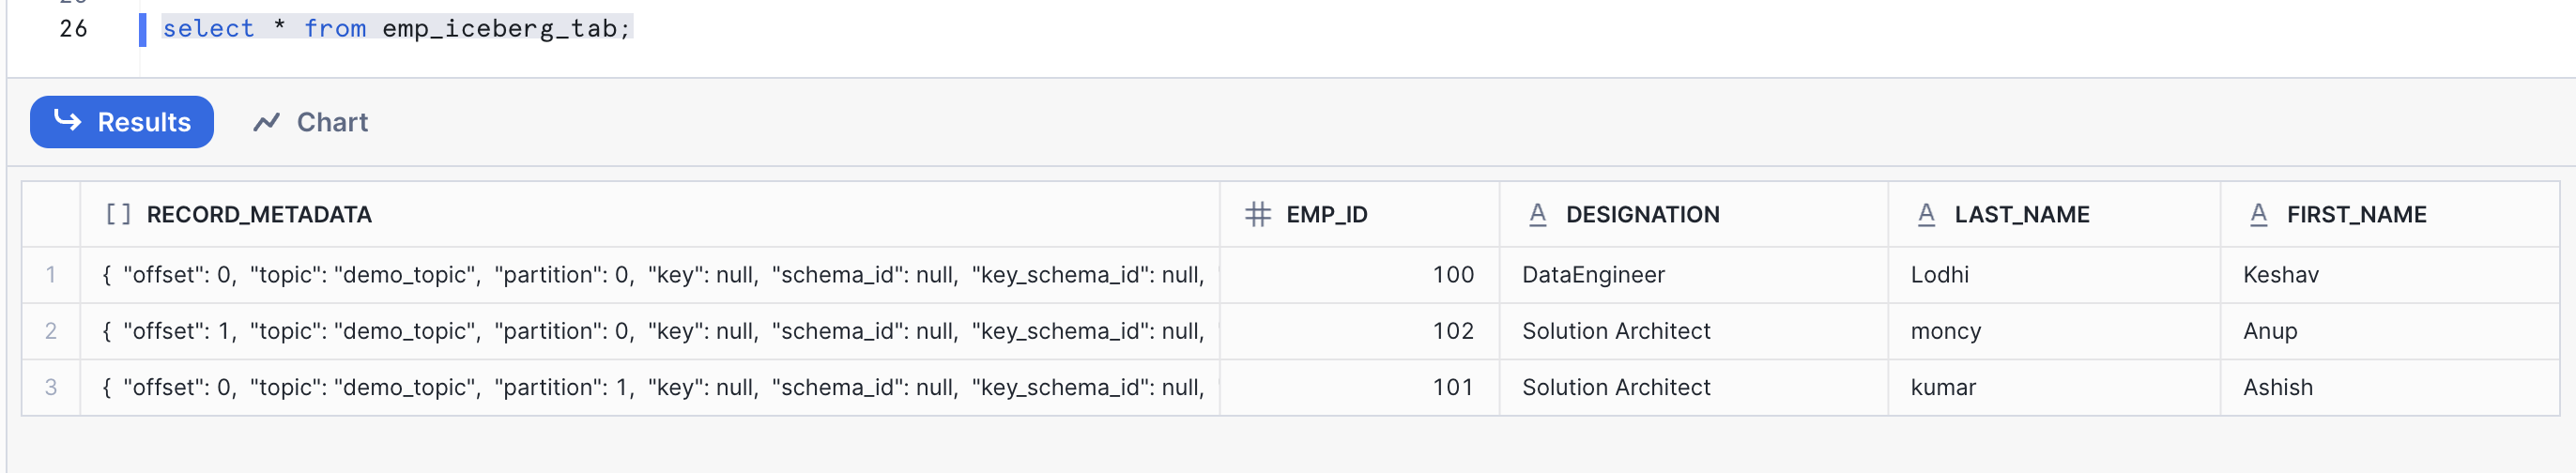 26 select * from emp_iceberg_tab;
Results Chart
[ ] RECORD_METADATA # EMP_ID A DESIGNATION A LAST_NAME A FIRST_NAME
1 { "offset": 0, "topic": "demo_topic", "partition": 0, "key": null, "schema_id": null, "key_schema_id": null, 100 DataEngineer Lodhi Keshav
2 { "offset": 1, "topic": "demo_topic", "partition": 0, "key": null, "schema_id": null, "key_schema_id": null, 102 Solution Architect moncy Anup
3 { "offset": 0, "topic": "demo_topic", "partition": 1, "key": null, "schema_id": null, "key_schema_id": null, 101 Solution Architect kumar Ashish